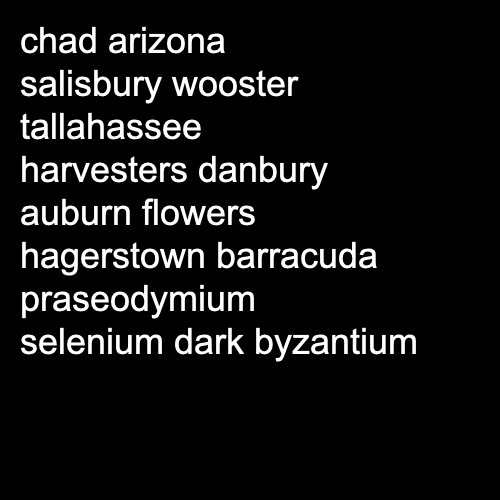 chad arizona
salisbury wooster
tallahassee
harvesters danbury
auburn flowers
hagerstown barracuda
praseodymium
selenium dark byzantium